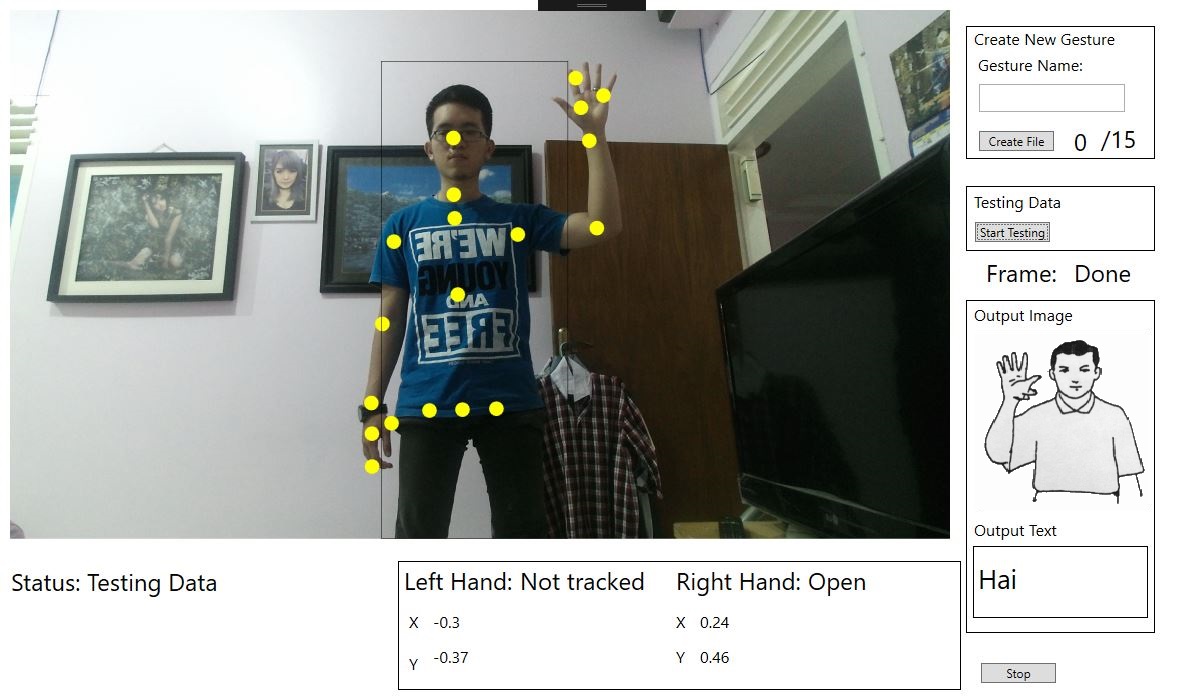 WE'RE
YOUNG
AND
FREE
Create New Gesture
Gesture Name:
Create File 0 /15
Testing Data
Start Testing
Frame: Done
Output Image
Output Text
Hai
Stop
Status: Testing Data
Left Hand: Not tracked Right Hand: Open
X -0.3 X 0.24
Y -0.37 Y 0.46